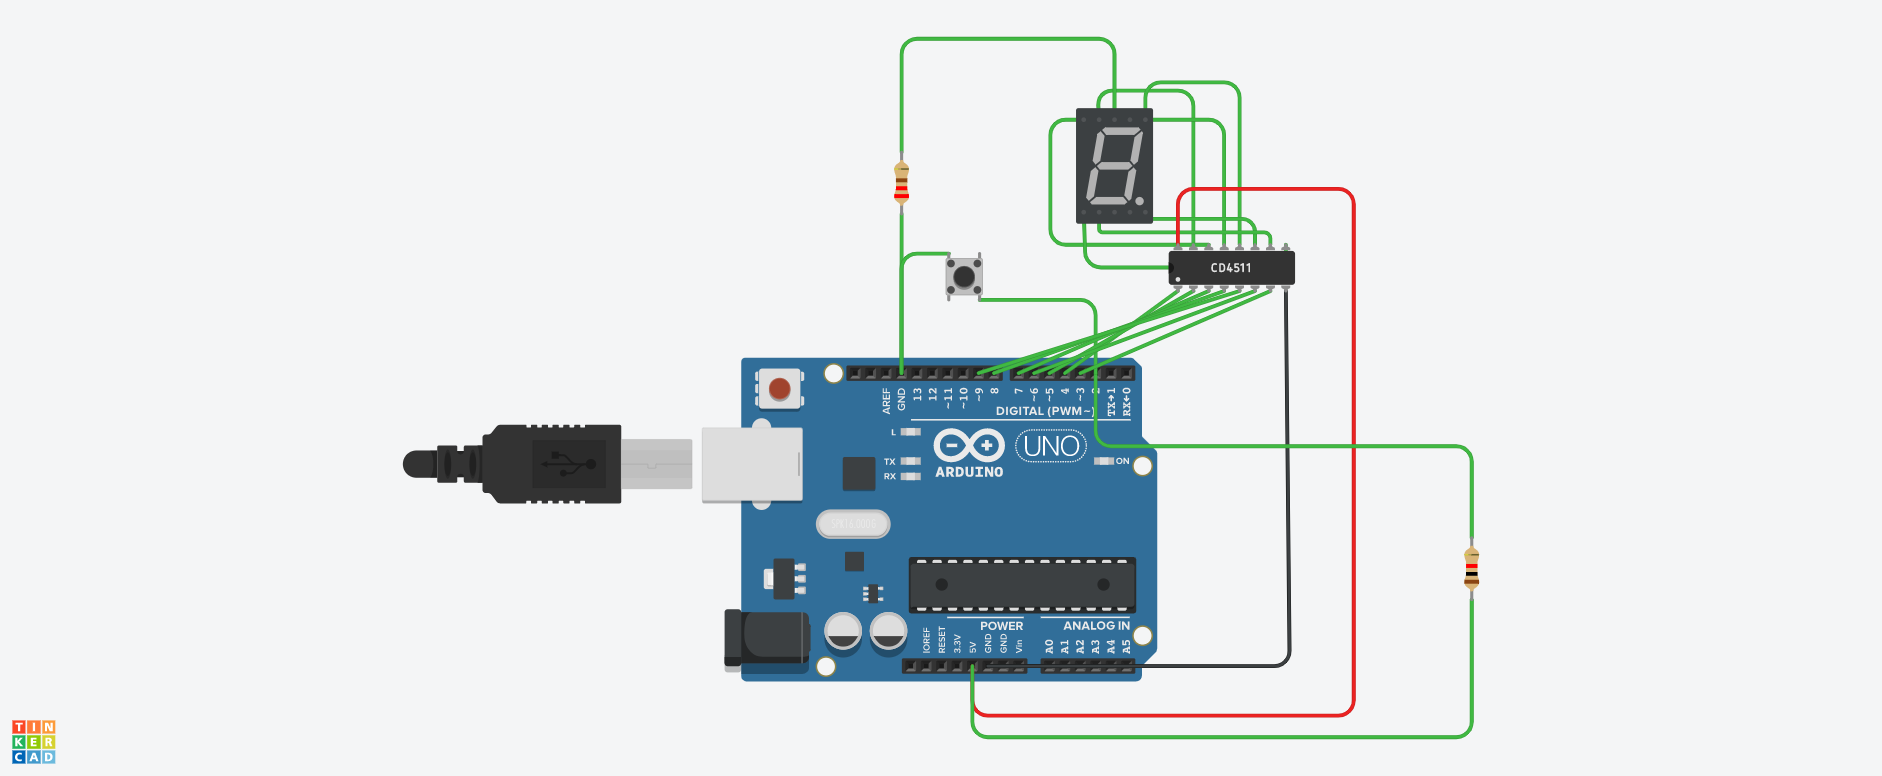 CD4511
AREF
GND
13
12
~11
~10
~9
8
7
~6
~5
4
~3
2
TX→1
RX←0
DIGITAL (PWM~)
L
TX
RX
ARDUINO
UNO
ON
POWER
ANALOG IN
IOREF
RESET
3.3V
5V
GND
GND
Vin
A0
A1
A2
A3
A4
A5
TIN
KER
CAD